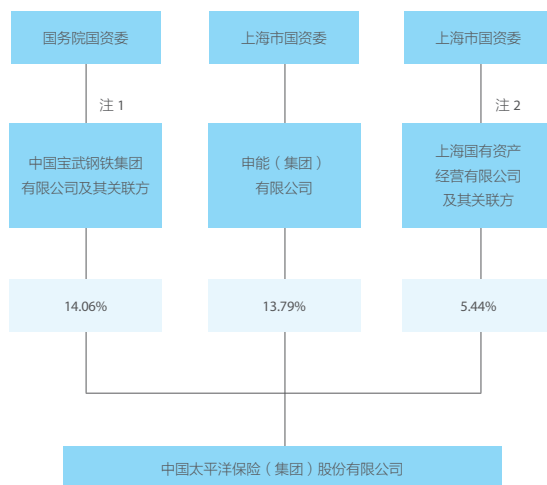 国务院国资委
上海市国资委
上海市国资委
注 1
注 2
中国宝武钢铁集团
有限公司及其关联方
申能（集团）
有限公司
上海国有资产
经营有限公司
及其关联方
14.06%
13.79%
5.44%
中国太平洋保险（集团）股份有限公司